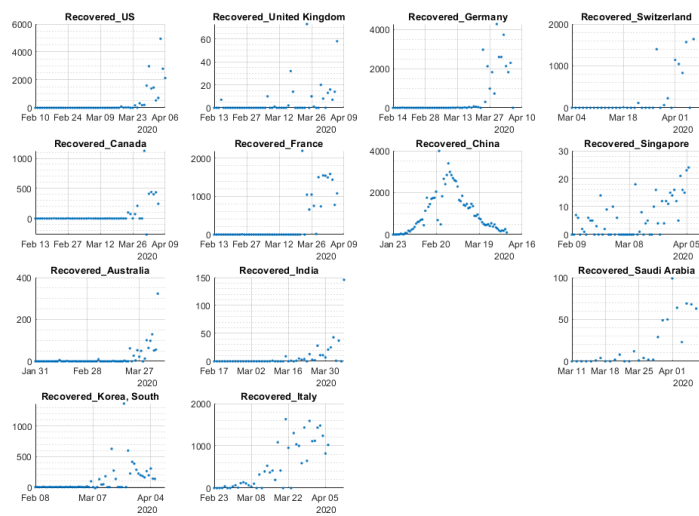 Recovered_US
6000
4000
2000
0
Feb 10 Feb 24 Mar 09 Mar 23 Apr 06
2020
Recovered_United Kingdom
60
40
20
0
Feb 13 Feb 27 Mar 12 Mar 26 Apr 09
2020
Recovered_Germany
4000
2000
0
Feb 14 Feb 28 Mar 13 Mar 27 Apr 10
2020
Recovered_Switzerland
2000
1000
0
Mar 04 Mar 18 Apr 01
2020
Recovered_Canada
1000
500
0
Feb 13 Feb 27 Mar 12 Mar 26 Apr 09
2020
Recovered_France
2000
1000
0
Feb 13 Feb 27 Mar 12 Mar 26 Apr 09
2020
Recovered_China
4000
2000
0
Jan 23 Feb 20 Mar 19 Apr 16
2020
Recovered_Singapore
30
20
10
0
Feb 09 Mar 08 Apr 05
2020
Recovered_Australia
400
200
0
Jan 31 Feb 28 Mar 27
2020
Recovered_India
150
100
50
0
Feb 17 Mar 02 Mar 16 Mar 30
2020
Recovered_Saudi Arabia
100
50
0
Mar 11 Mar 18 Mar 25 Apr 01
2020
Recovered_Korea, South
1000
500
0
Feb 08 Mar 07 Apr 04
2020
Recovered_Italy
2000
1000
0
Feb 23 Mar 08 Mar 22 Apr 05
2020